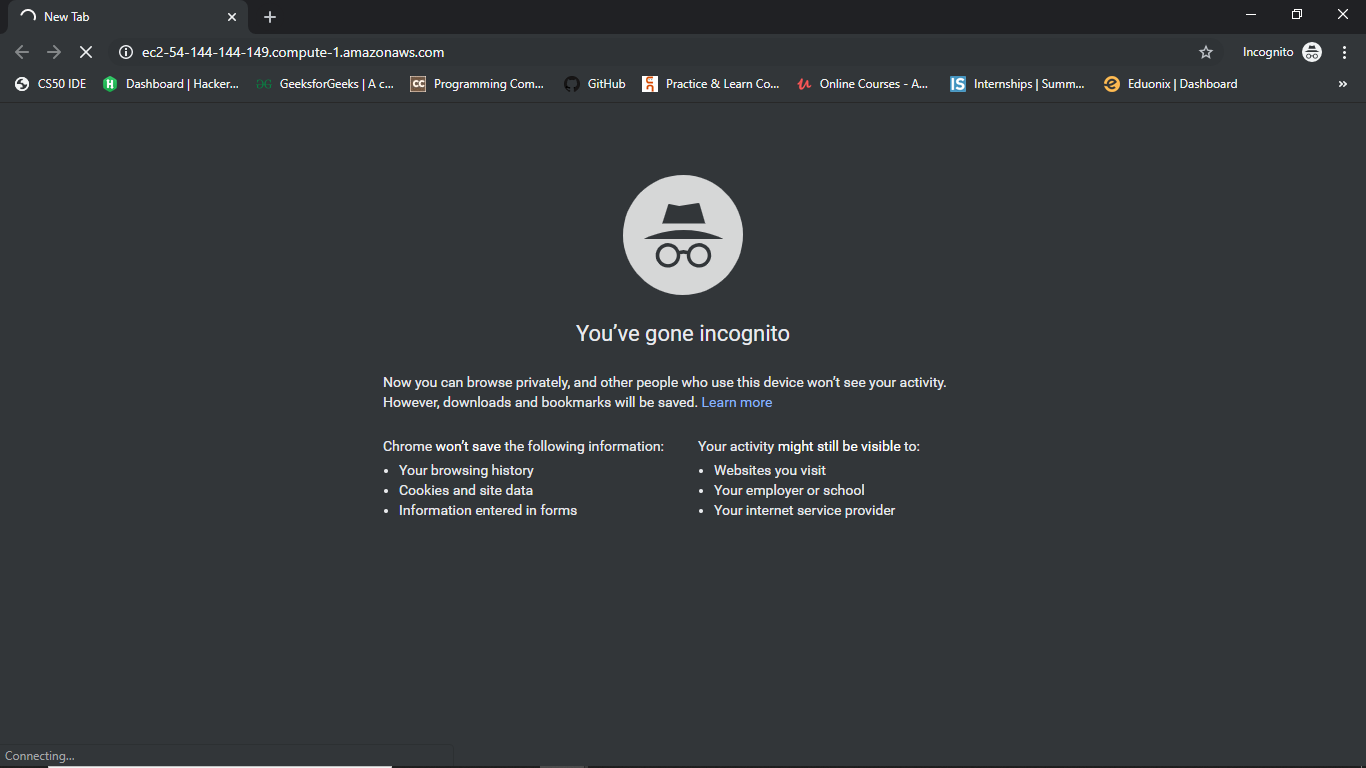 New Tab
ec2-54-144-144-149.compute-1.amazonaws.com
Incognito
CS50 IDE
Dashboard | Hacker...
GeeksforGeeks | A c...
CC
Programming Com...
GitHub
Practice & Learn Co...
Online Courses - A...
IS
Internships | Summ...
Eduonix | Dashboard
You've gone incognito
Now you can browse privately, and other people who use this device won't see your activity.
However, downloads and bookmarks will be saved. Learn more
Chrome won't save the following information:
• Your browsing history
• Cookies and site data
• Information entered in forms
Your activity might still be visible to:
• Websites you visit
• Your employer or school
• Your internet service provider
Connecting...